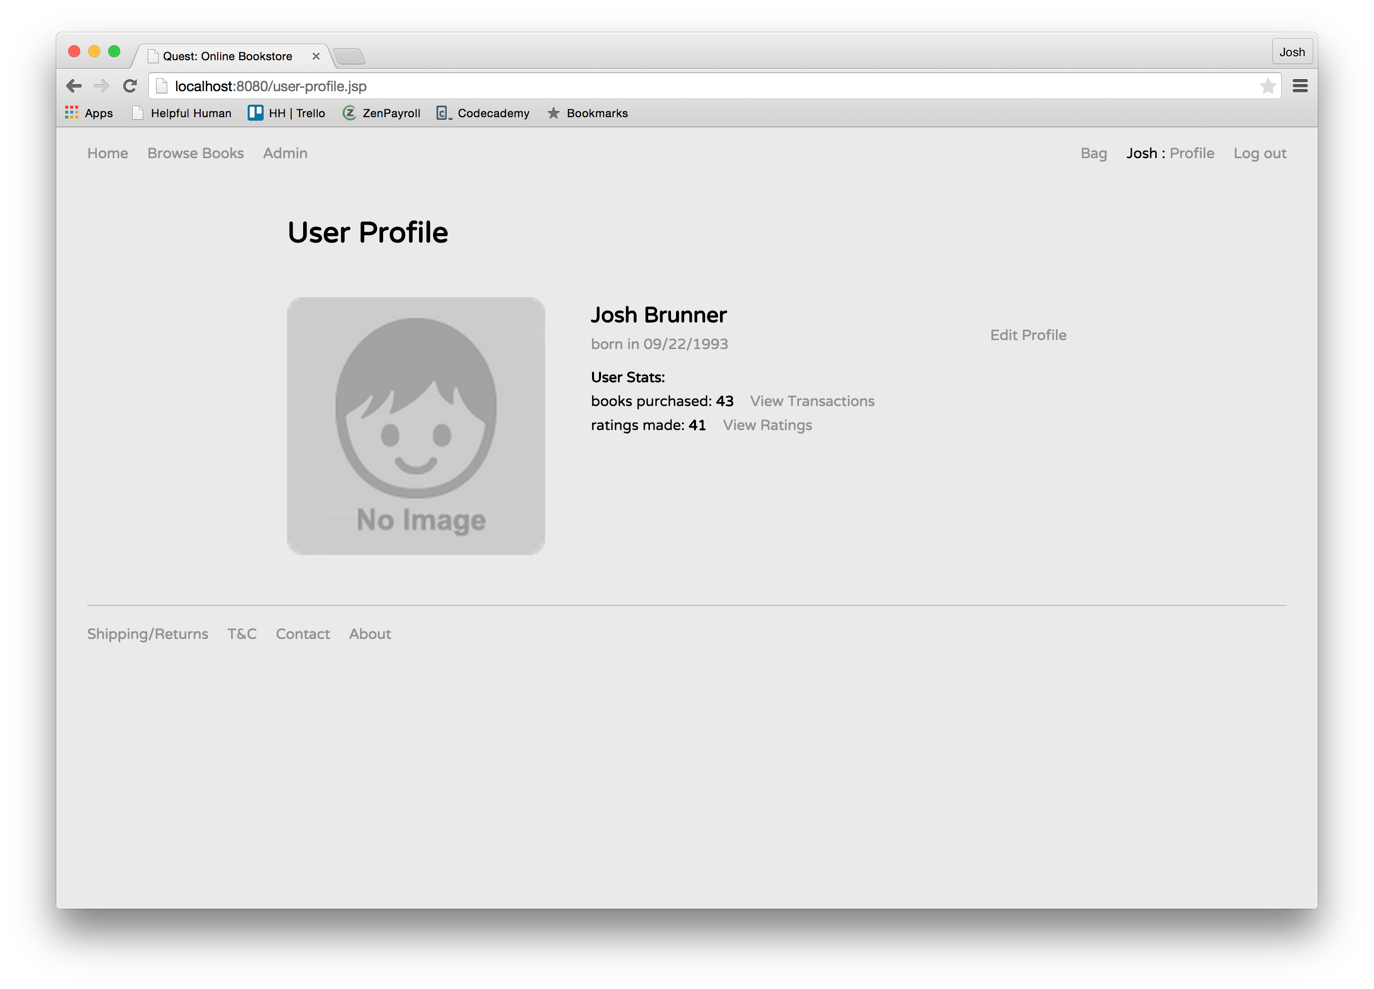 Quest: Online Bookstore
Josh
localhost:8080/user-profile.jsp
Apps Helpful Human HH | Trello ZenPayroll Codecademy Bookmarks
Home Browse Books Admin Bag Josh : Profile Log out
User Profile
Josh Brunner
born in 09/22/1993
Edit Profile
User Stats:
books purchased: 43 View Transactions
ratings made: 41 View Ratings
No Image
Shipping/Returns T&C Contact About